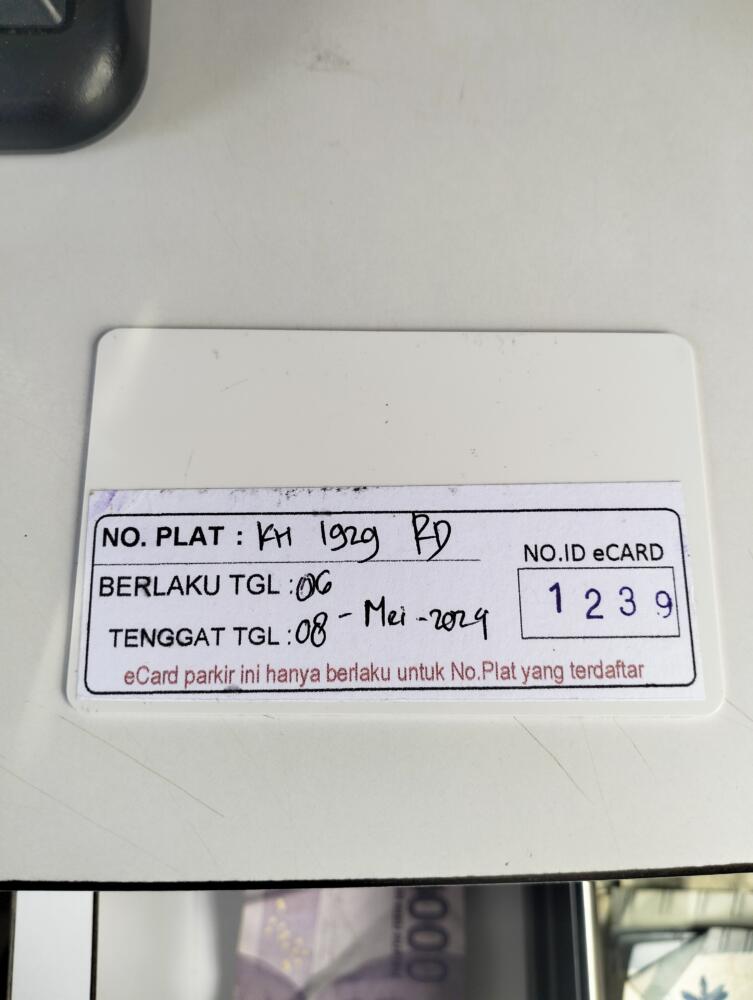 NO. PLAT : KH 1929 RD
NO.ID eCARD
1239
BERLAKU TGL : 06
TENGGAT TGL : 08 - Mei - 2024
eCard parkir ini hanya berlaku untuk No.Plat yang terdaftar
000